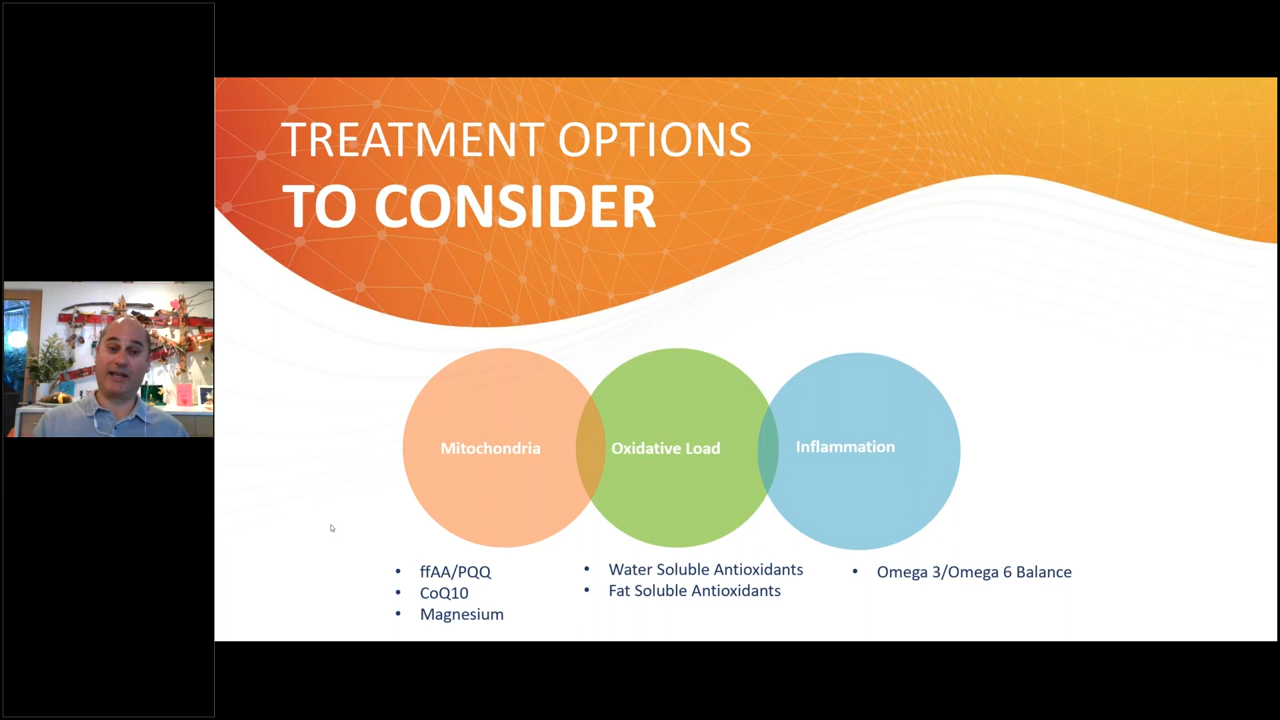 TREATMENT OPTIONS
TO CONSIDER
Mitochondria
Oxidative Load
Inflammation
• ffAA/PQQ
• CoQ10
• Magnesium
• Water Soluble Antioxidants
• Fat Soluble Antioxidants
• Omega 3/Omega 6 Balance